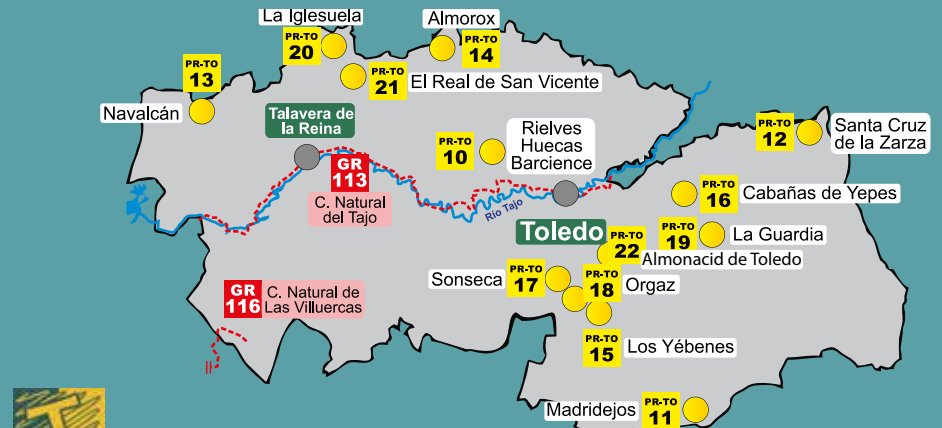 La Iglesuela
PR-TO
20
Almorox
PR-TO
14
PR-TO
13
Navalcán
PR-TO
21
El Real de San Vicente
Talavera de
la Reina
GR
113
C. Natural
del Tajo
PR-TO
10
Rielves
Huecas
Barcience
PR-TO
12
Santa Cruz
de la Zarza
Río Tajo
PR-TO
16
Cabañas de Yepes
Toledo
PR-TO
22
Almonacid de Toledo
PR-TO
19
La Guardia
Sonseca
PR-TO
17
PR-TO
18
Orgaz
GR
116
C. Natural de
Las Villuercas
PR-TO
15
Los Yébenes
Madridejos
PR-TO
11